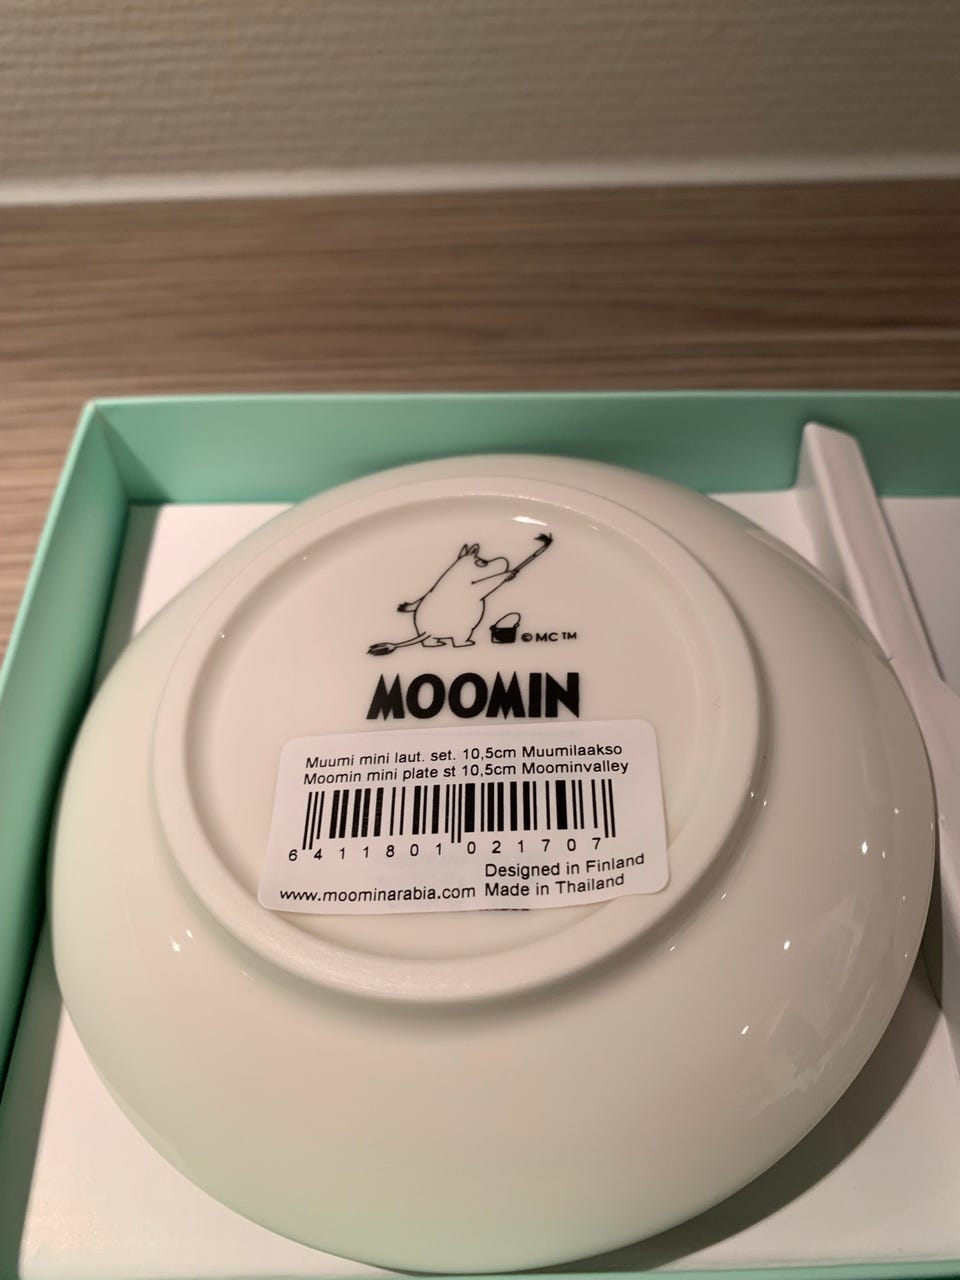 © MC ™
MOOMIN
Muumi mini laut. set. 10,5cm Muumilaakso
Moomin mini plate st 10,5cm Moominvalley
6 411801 021707
Designed in Finland
www.moominarabia.com Made in Thailand